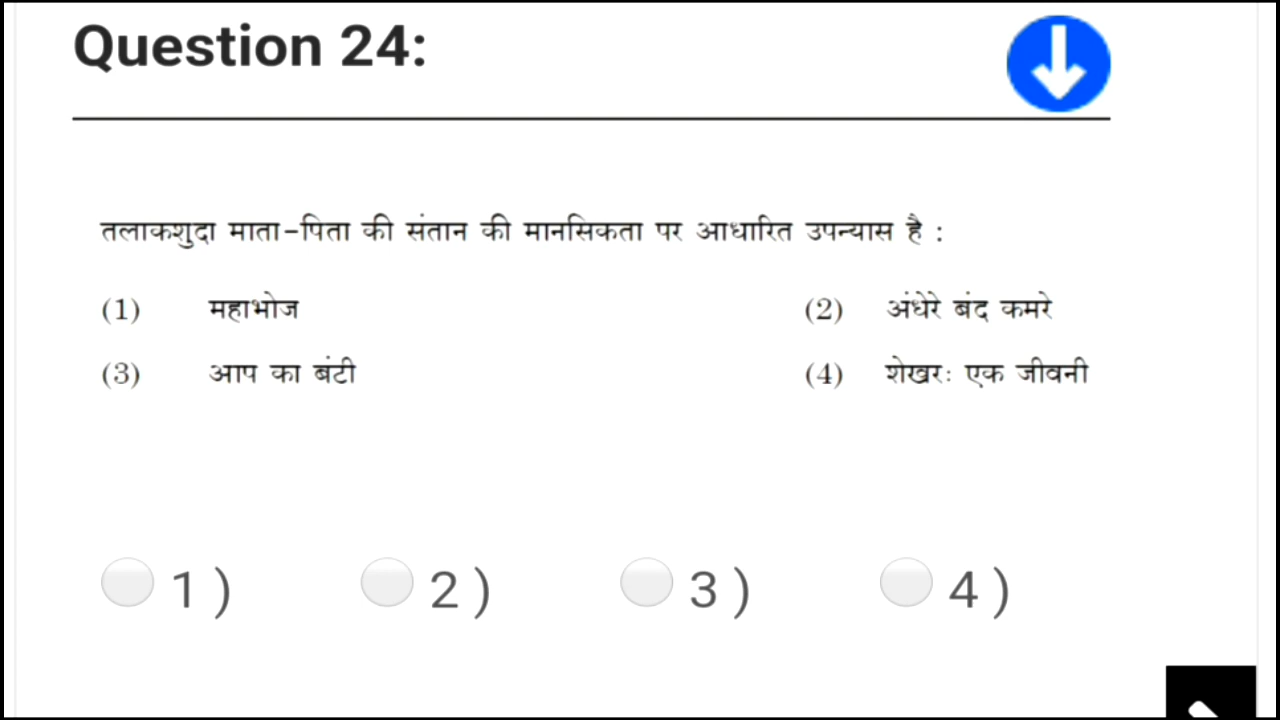 Question 24:
तलाकशुदा माता-पिता की संतान की मानसिकता पर आधारित उपन्यास है :
(1) महाभोज (2) अंधेरे बंद कमरे
(3) आप का बंटी (4) शेखरः एक जीवनी
1 ) 2 ) 3 ) 4 )